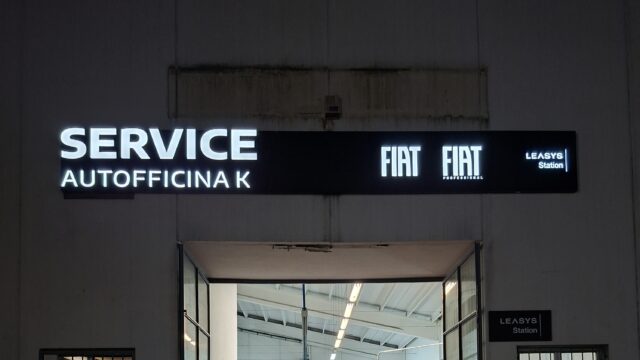 SERVICE
AUTOFFICINA K
FIAT
FIAT
PROFESSIONAL
LEASYS
Station
LEASYS
Station